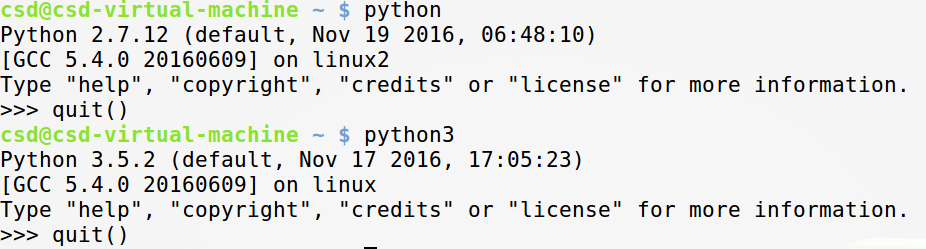 csd@csd-virtual-machine ~ $ python
Python 2.7.12 (default, Nov 19 2016, 06:48:10)
[GCC 5.4.0 20160609] on linux2
Type "help", "copyright", "credits" or "license" for more information.
>>> quit()
csd@csd-virtual-machine ~ $ python3
Python 3.5.2 (default, Nov 17 2016, 17:05:23)
[GCC 5.4.0 20160609] on linux
Type "help", "copyright", "credits" or "license" for more information.
>>> quit()